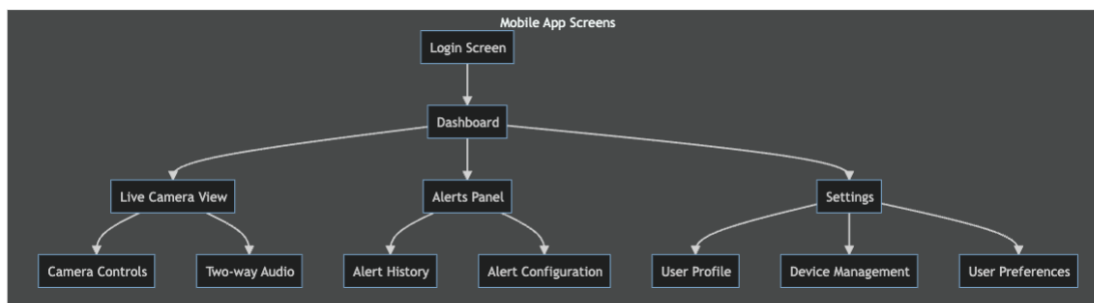 Mobile App Screens
Login Screen
Dashboard
Live Camera View
Alerts Panel
Settings
Camera Controls
Two-way Audio
Alert History
Alert Configuration
User Profile
Device Management
User Preferences